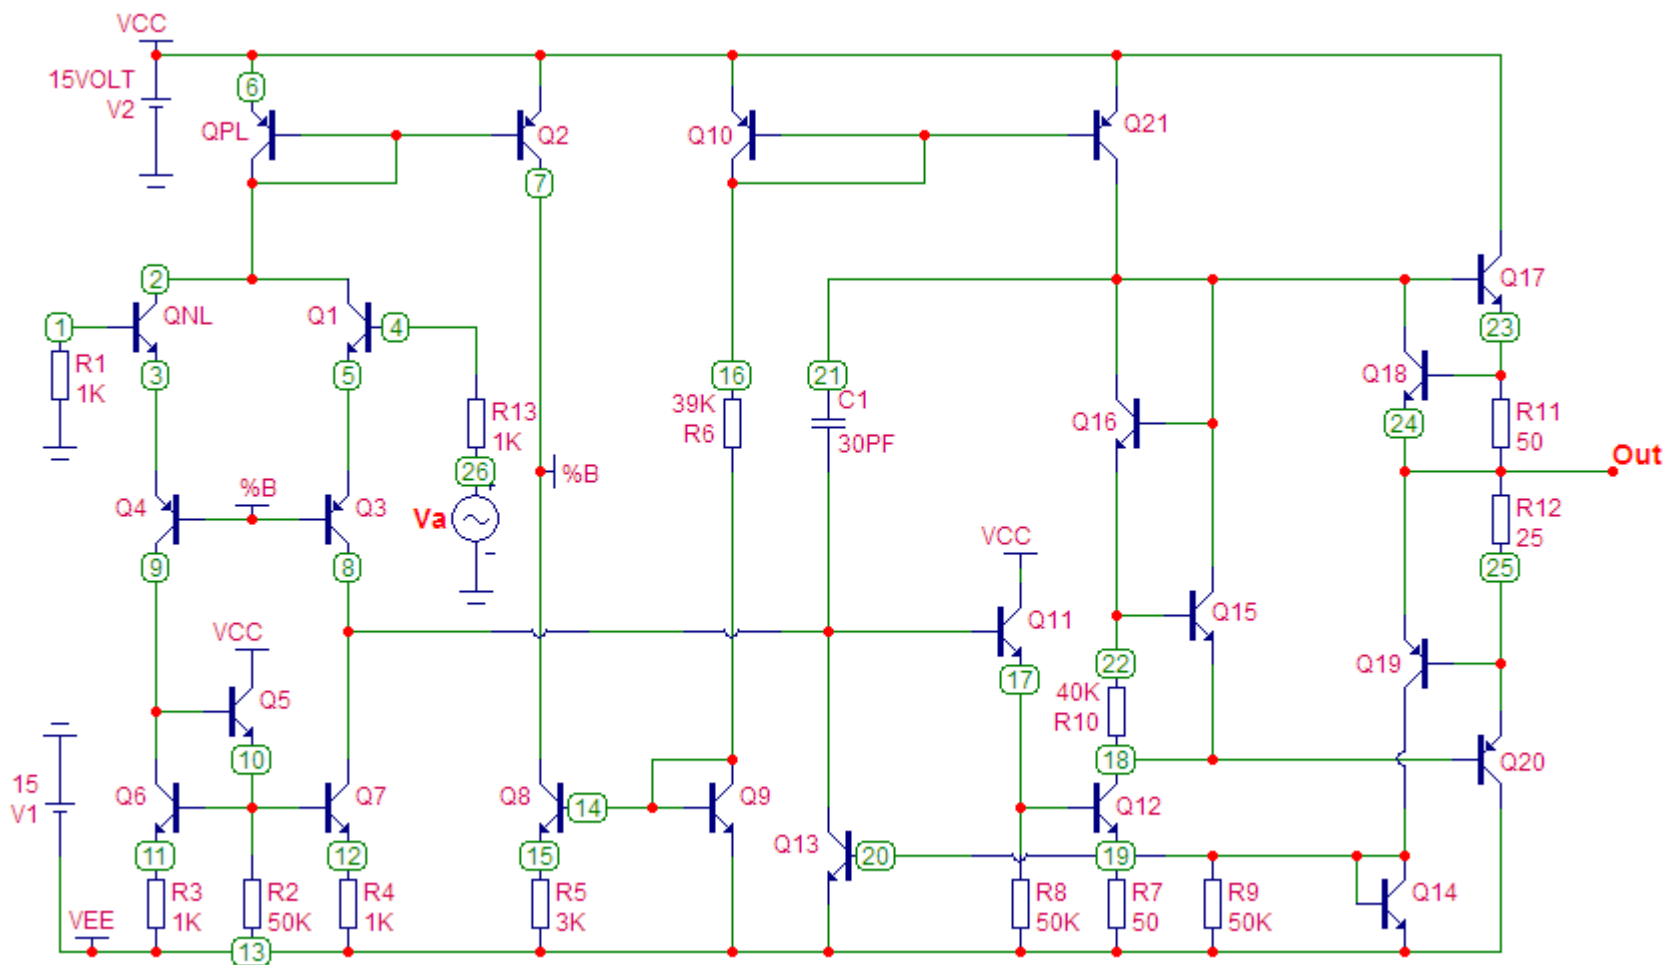 VCC
15VOLT
V2
6
QPL
Q2
Q10
Q21
7
2
QNL
Q1
1
4
Q17
23
R1
1K
3
5
16
21
Q18
39K
R6
C1
30PF
R13
1K
Q16
24
R11
50
26
%B
Out
Q4
%B
Q3
Va
R12
25
VCC
9
8
25
Q11
Q15
VCC
Q5
17
22
Q19
40K
R10
10
18
Q20
15
V1
Q6
Q7
Q8
14
Q9
Q12
Q13
11
12
15
20
19
VEE
R3
1K
R2
50K
R4
1K
R5
3K
R8
50K
R7
50
R9
50K
Q14
13